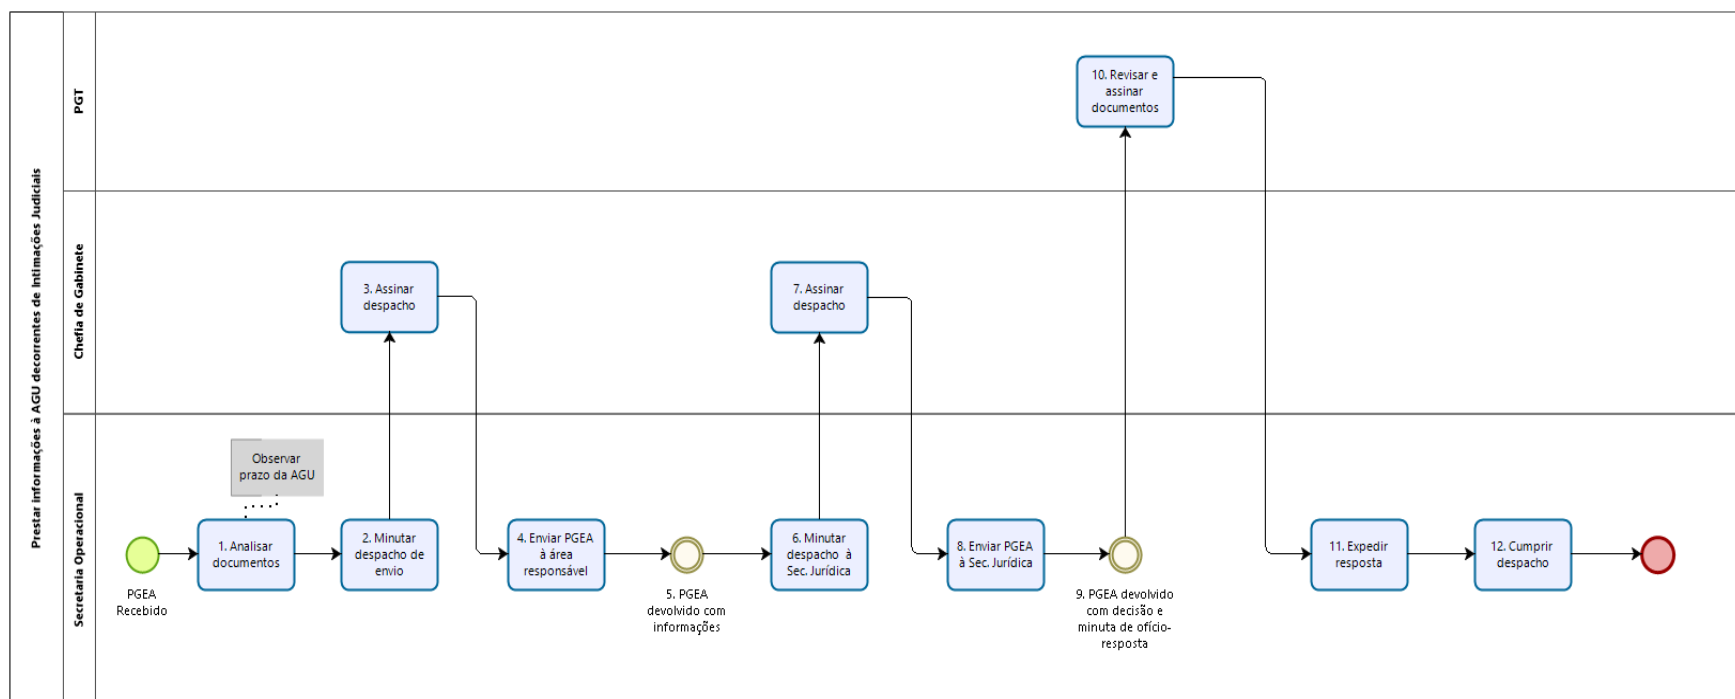 Prestar informações à AGU decorrentes de Intimações Judiciais
PGT
10. Revisar e
assinar
documentos
Chefia de Gabinete
3. Assinar
despacho
7. Assinar
despacho
Secretaria Operacional
Observar
prazo da AGU
PGEA
Recebido
1. Analisar
documentos
2. Minutar
despacho de
envio
4. Enviar PGEA
à área
responsável
5. PGEA
devolvido com
informações
6. Minutar
despacho à
Sec. Jurídica
8. Enviar PGEA
à Sec. Jurídica
9. PGEA devolvido
com decisão e
minuta de ofício-
resposta
11. Expedir
resposta
12. Cumprir
despacho